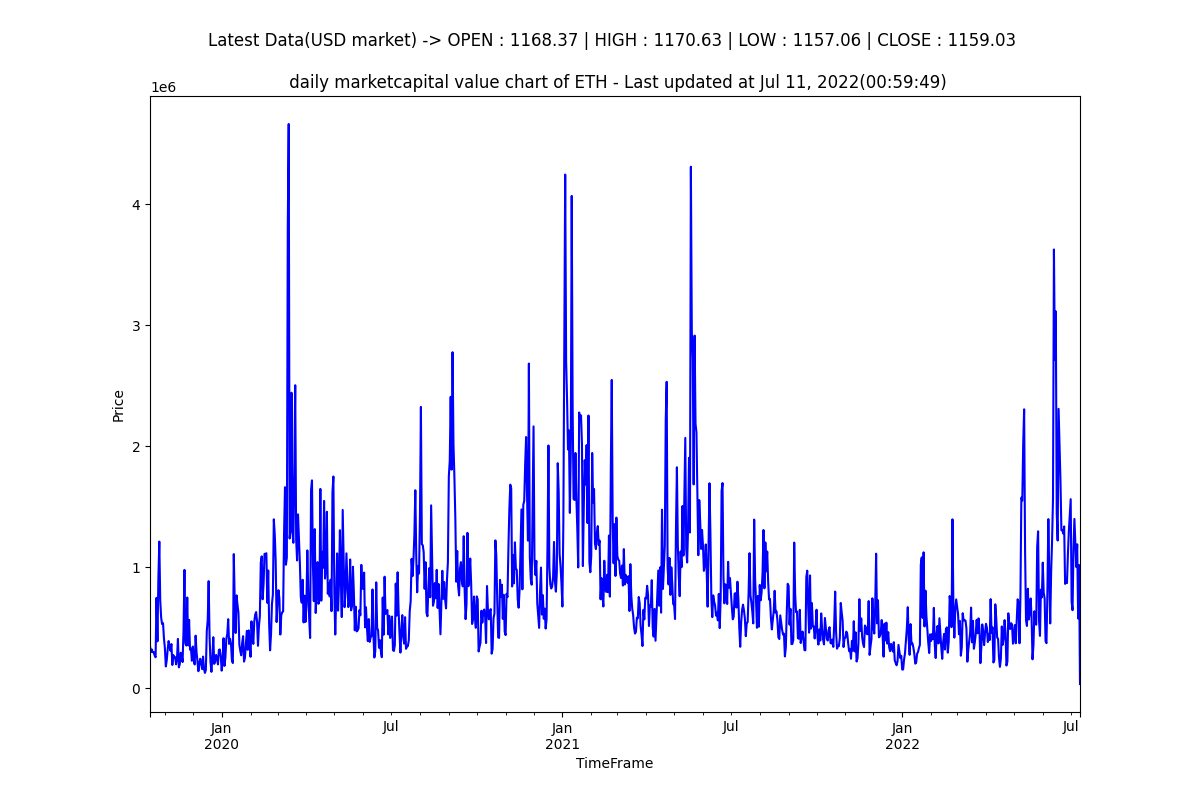 Latest Data(USD market) -> OPEN : 1168.37 | HIGH : 1170.63 | LOW : 1157.06 | CLOSE : 1159.03
daily marketcapital value chart of ETH - Last updated at Jul 11, 2022(00:59:49)
1e6
4
3
2
1
0
Price
Jan
2020
Jul
Jan
2021
Jul
Jan
2022
Jul
TimeFrame